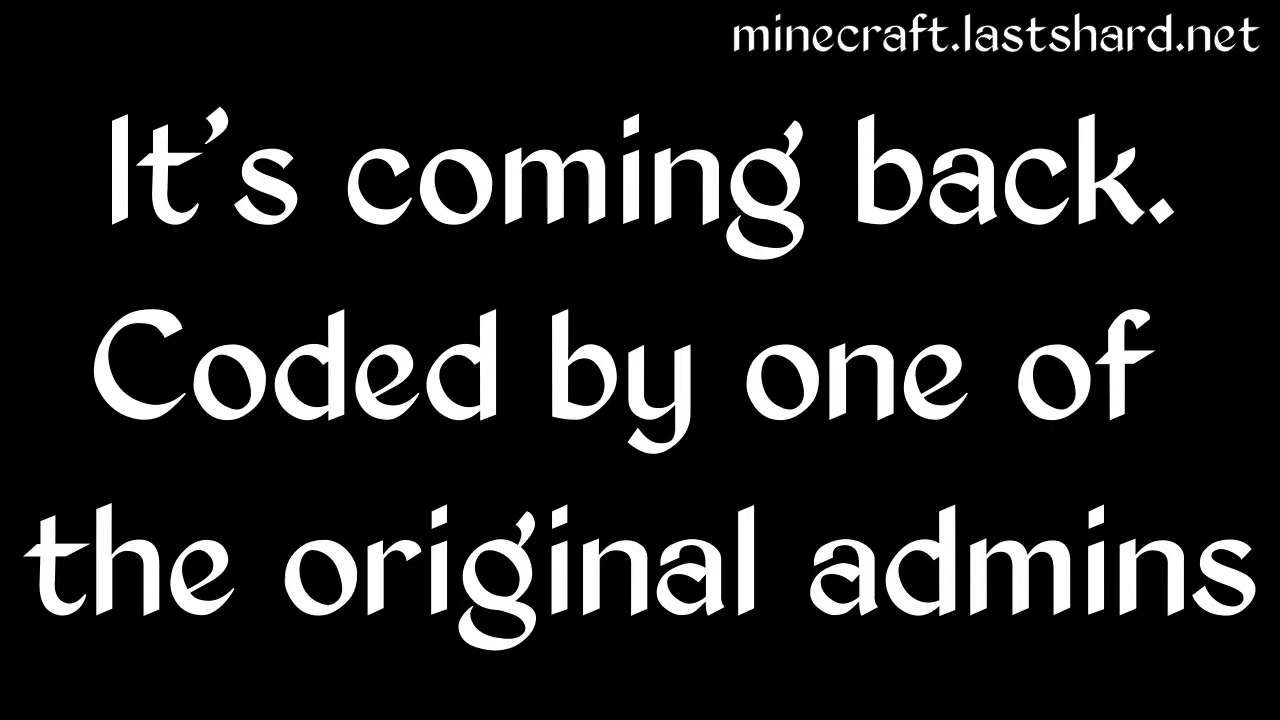 minecraft.lastshard.net
It's coming back.
Coded by one of
the original admins